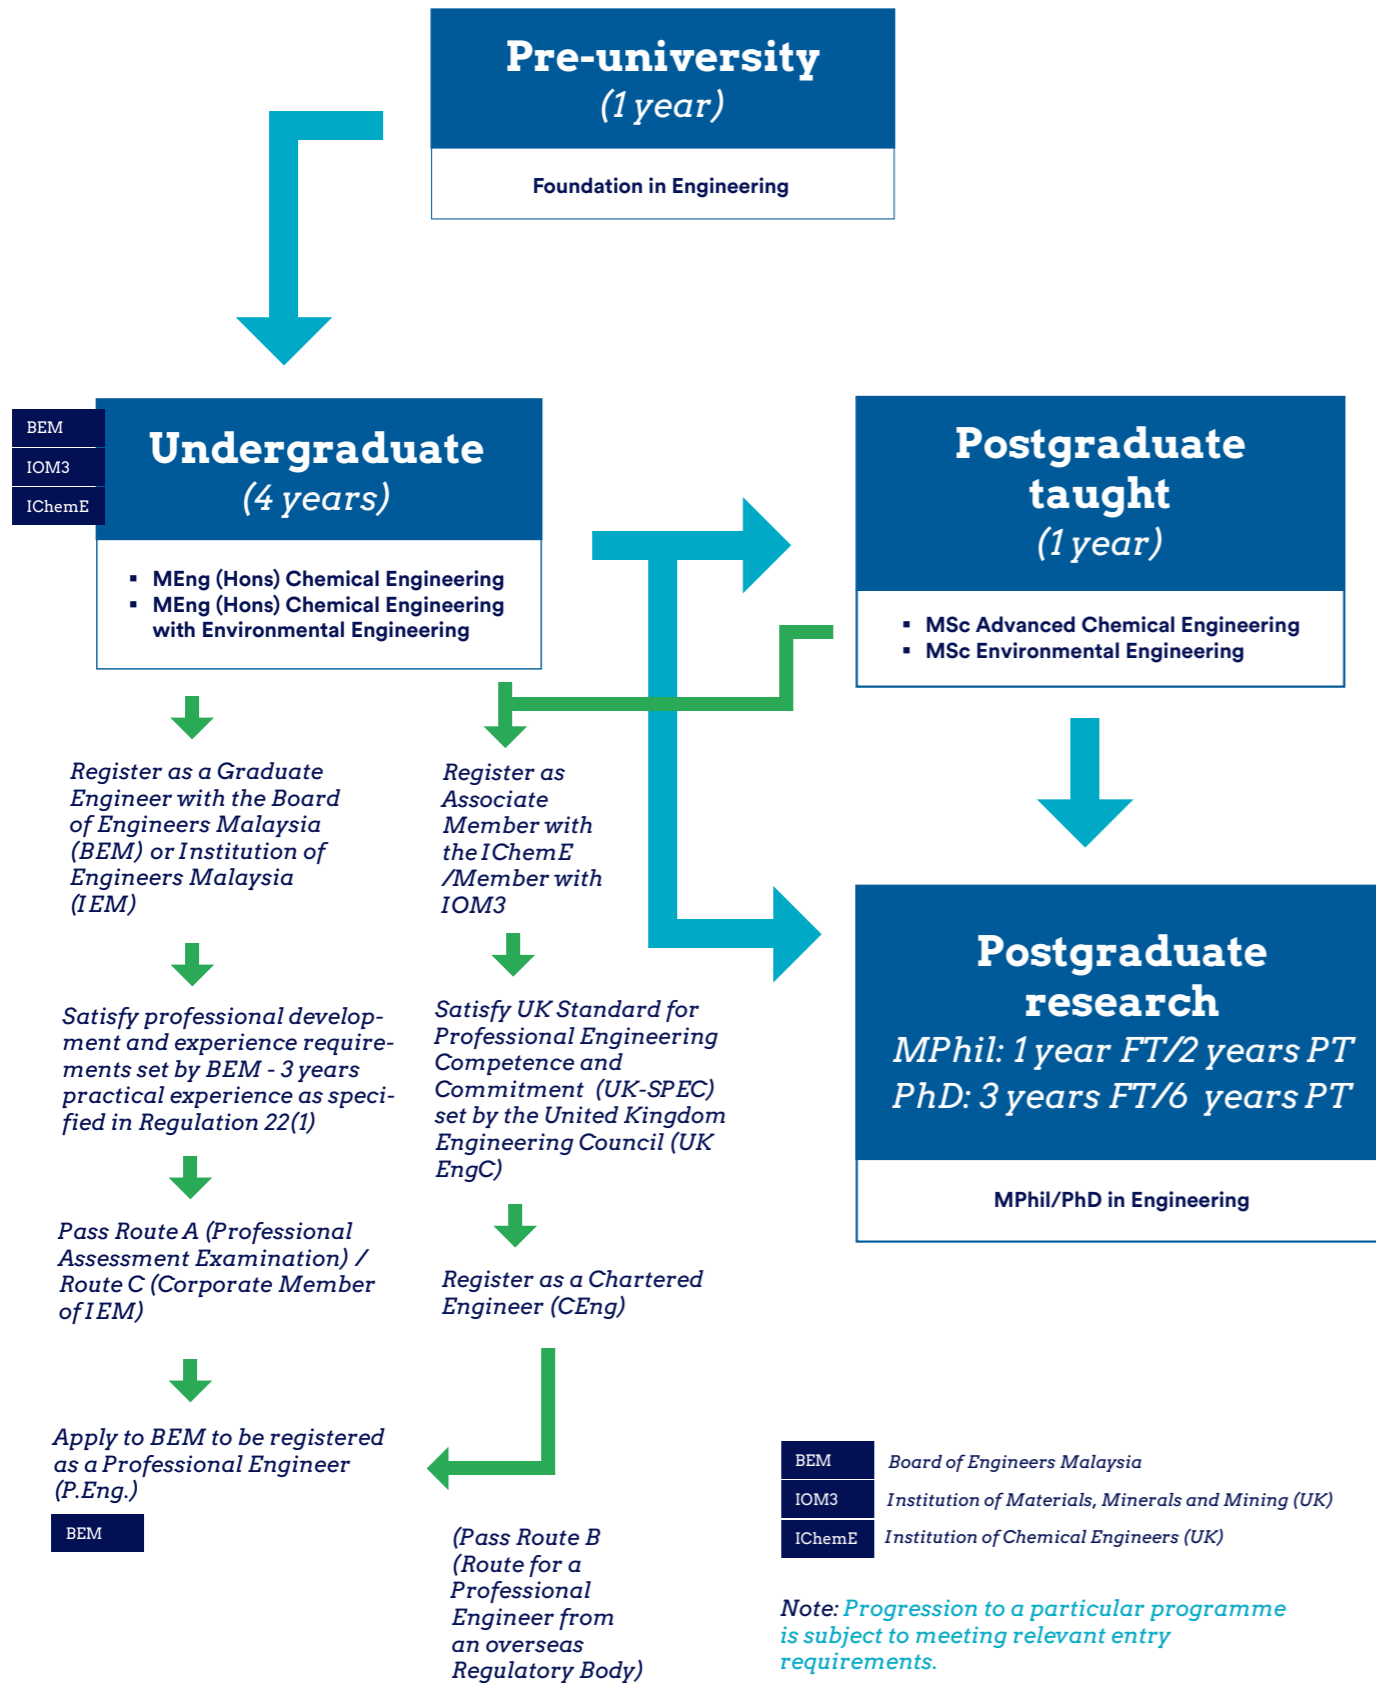 Pre-university
(1 year)
Foundation in Engineering
BEM
IOM3
IChemE
Undergraduate
(4 years)
▪ MEng (Hons) Chemical Engineering
▪ MEng (Hons) Chemical Engineering
with Environmental Engineering
Postgraduate
taught
(1 year)
▪ MSc Advanced Chemical Engineering
▪ MSc Environmental Engineering
Register as a Graduate
Engineer with the Board
of Engineers Malaysia
(BEM) or Institution of
Engineers Malaysia
(IEM)
Satisfy professional develop-
ment and experience require-
ments set by BEM - 3 years
practical experience as speci-
fied in Regulation 22(1)
Pass Route A (Professional
Assessment Examination) /
Route C (Corporate Member
of IEM)
Apply to BEM to be registered
as a Professional Engineer
(P.Eng.)
BEM
Register as
Associate
Member with
the IChemE
/Member with
IOM3
Satisfy UK Standard for
Professional Engineering
Competence and
Commitment (UK-SPEC)
set by the United Kingdom
Engineering Council (UK
EngC)
Register as a Chartered
Engineer (CEng)
(Pass Route B
(Route for a
Professional
Engineer from
an overseas
Regulatory Body)
Postgraduate
research
MPhil: 1 year FT/2 years PT
PhD: 3 years FT/6 years PT
MPhil/PhD in Engineering
BEM Board of Engineers Malaysia
IOM3 Institution of Materials, Minerals and Mining (UK)
IChemE Institution of Chemical Engineers (UK)
Note: Progression to a particular programme
is subject to meeting relevant entry
requirements.